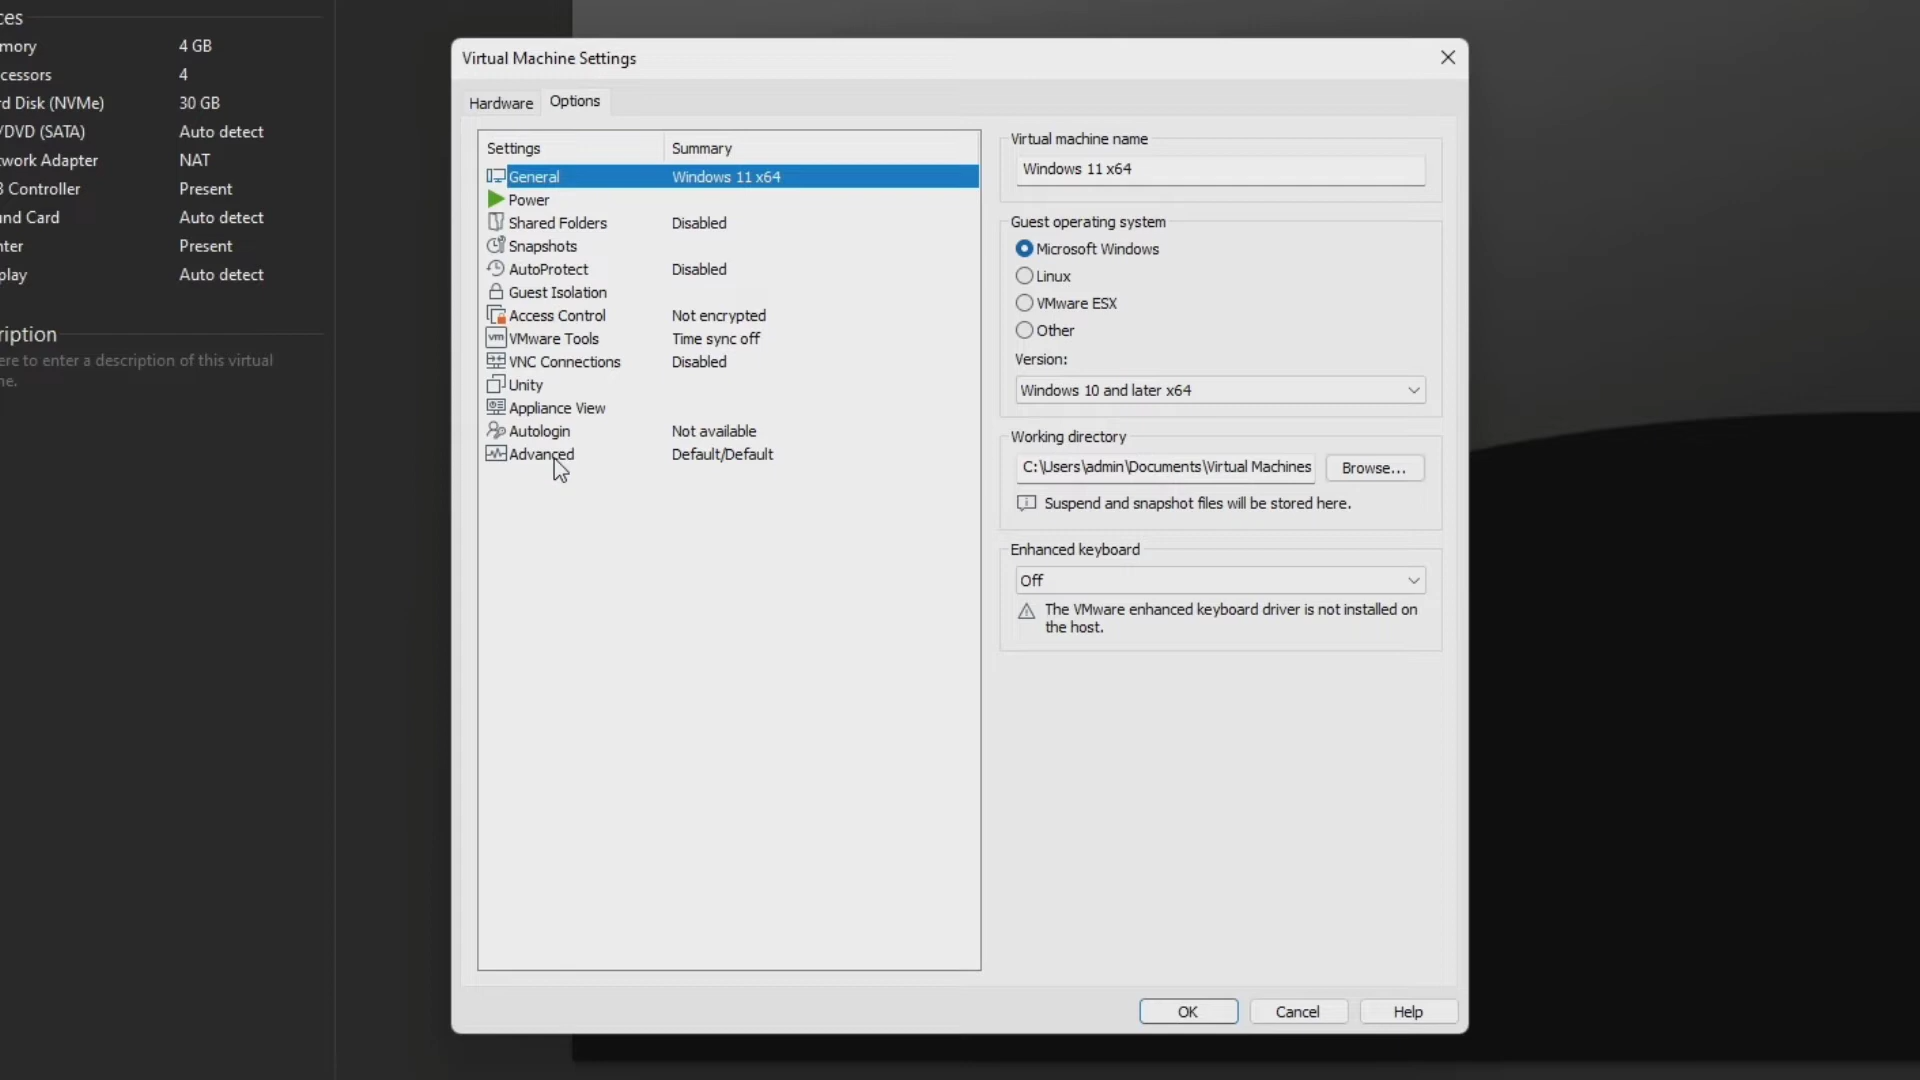 ces
mory 4 GB
cessors 4
rd Disk (NVMe) 30 GB
/DVD (SATA) Auto detect
twork Adapter NAT
B Controller Present
und Card Auto detect
nter Present
play Auto detect
ription
ere to enter a description of this virtual
ne.
Virtual Machine Settings
Hardware Options
Settings Summary
General Windows 11 x64
Power
Shared Folders Disabled
Snapshots
AutoProtect Disabled
Guest Isolation
Access Control Not encrypted
vm VMware Tools Time sync off
VNC Connections Disabled
Unity
Appliance View
Autologin Not available
Advanced Default/Default
Virtual machine name
Windows 11 x64
Guest operating system
Microsoft Windows
Linux
VMware ESX
Other
Version:
Windows 10 and later x64
Working directory
C:\Users\admin\Documents\Virtual Machines Browse...
Suspend and snapshot files will be stored here.
Enhanced keyboard
Off
The VMware enhanced keyboard driver is not installed on
the host.
OK Cancel Help